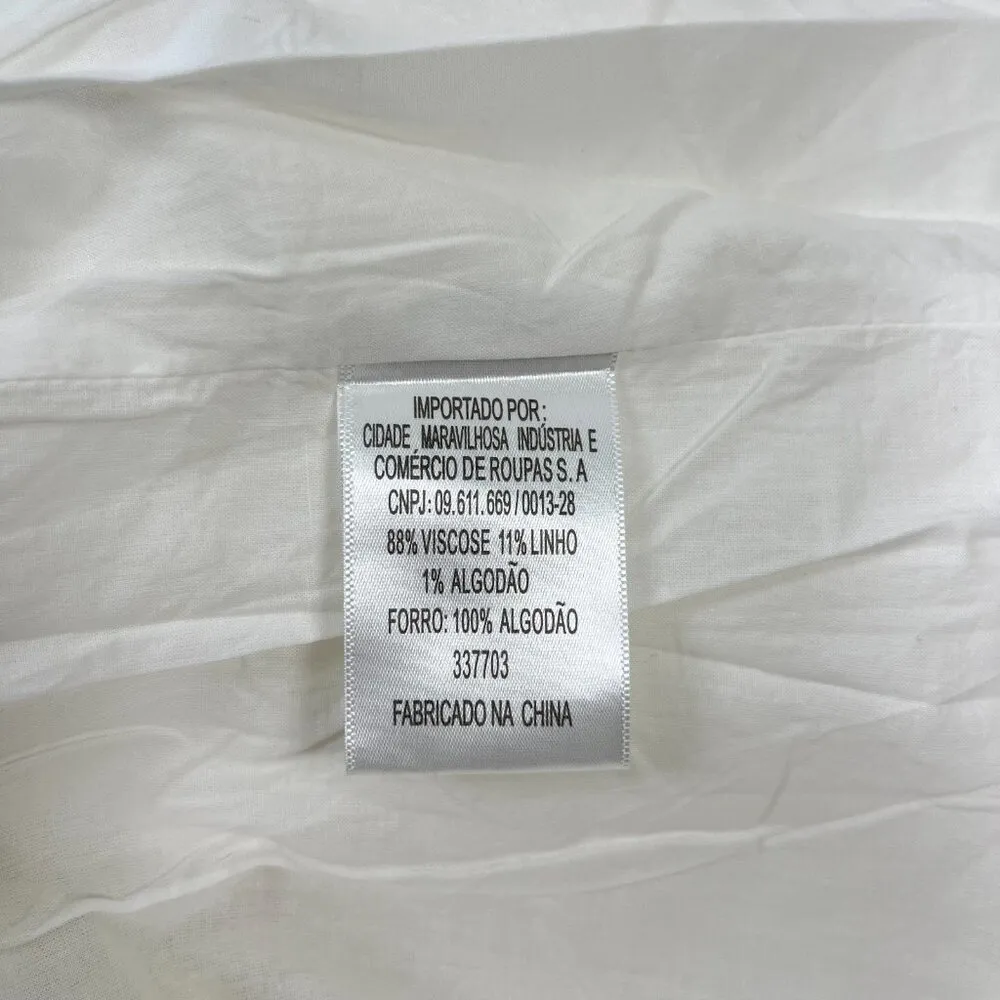 IMPORTADO POR:
CIDADE MARAVILHOSA INDÚSTRIA E
COMÉRCIO DE ROUPAS S. A
CNPJ: 09.611.669/0013-28
88% VISCOSE 11% LINHO
1% ALGODÃO
FORRO: 100% ALGODÃO
337703
FABRICADO NA CHINA